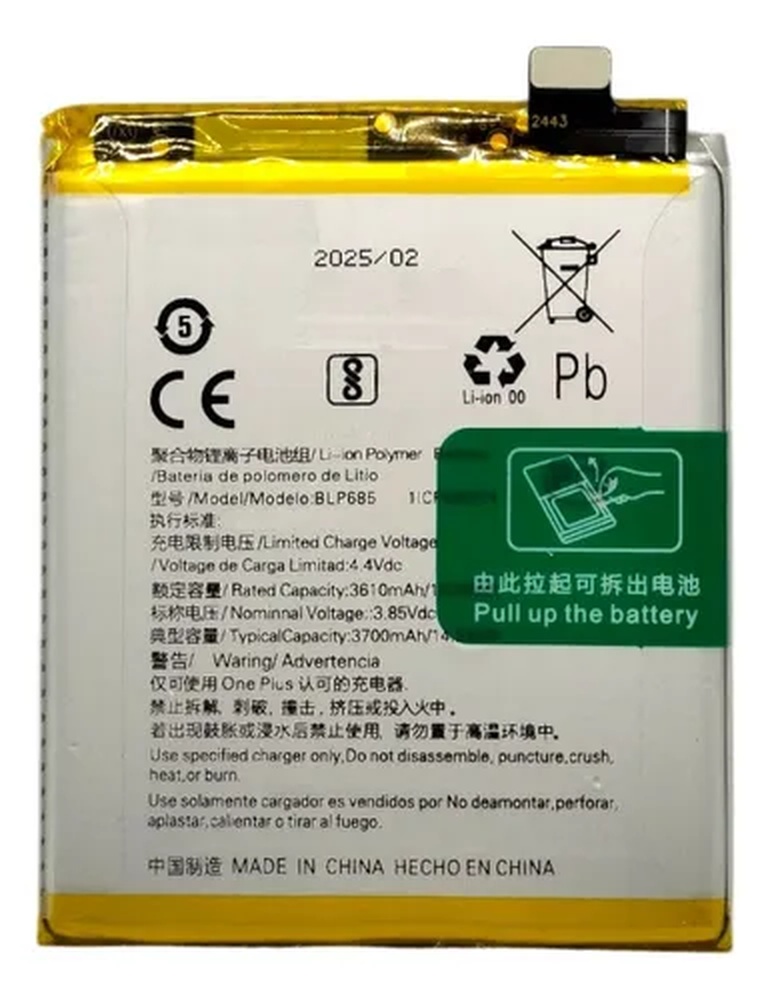 2443
2025/02
5
CE
Li-ion 00
Pb
聚合物锂离子电池组/ Li-ion Polymer
/Bateria de polomero de Litio
型号/Model/Modelo:BLP685
执行标准:
充电限制电压/Limited Charge Voltage
/Voltage de Carga Limitad:4.4Vdc
额定容量/ Rated Capacity:3610mAh/1
标称电压/ Nominnal Voltage::3.85Vdc
典型容量/ TypicalCapacity:3700mAh/14
由此拉起可拆出电池
Pull up the battery
警告/ Waring/ Advertencia
仅可使用 One Plus 认可的充电器.
禁止拆解, 刺破, 撞击, 挤压或投入火中。
若出现鼓胀或浸水后禁止使用, 请勿置于高温环境中。
Use specified charger only,Do not disassemble, puncture,crush,
heat,or burn.
Use solamente cargador es vendidos por No deamontar,perforar,
aplastar,calientar o tirar al fuego.
中国制造 MADE IN CHINA HECHO EN CHINA